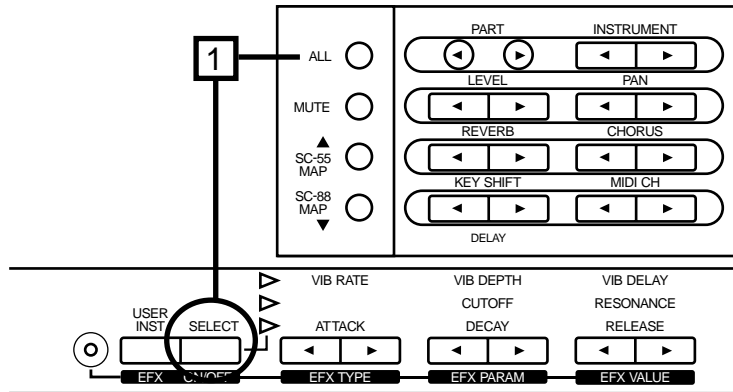 PART INSTRUMENT
1
ALL
LEVEL PAN
MUTE
REVERB CHORUS
SC-55
MAP
KEY SHIFT MIDI CH
SC-88
MAP
DELAY
VIB RATE VIB DEPTH VIB DELAY
CUTOFF RESONANCE
USER
INST SELECT ATTACK DECAY RELEASE
EFX ON/OFF EFX TYPE EFX PARAM EFX VALUE